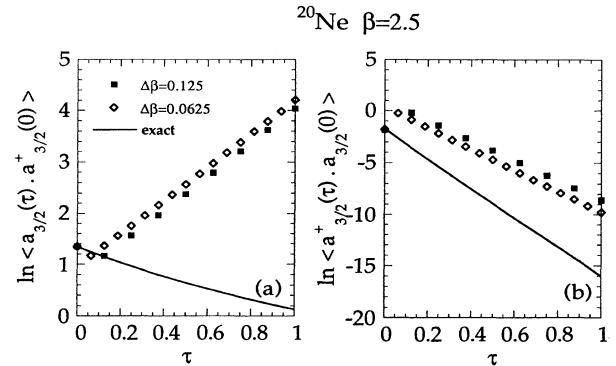 ²⁰Ne β=2.5
ln < a₃/₂(τ) . a⁺₃/₂(0) >
5
4
3
2
1
0
Δβ=0.125
Δβ=0.0625
exact
(a)
0 0.2 0.4 0.6 0.8 1
τ
ln < a⁺₃/₂(τ) . a₃/₂(0) >
5
0
-5
-10
-15
-20
(b)
0 0.2 0.4 0.6 0.8 1
τ